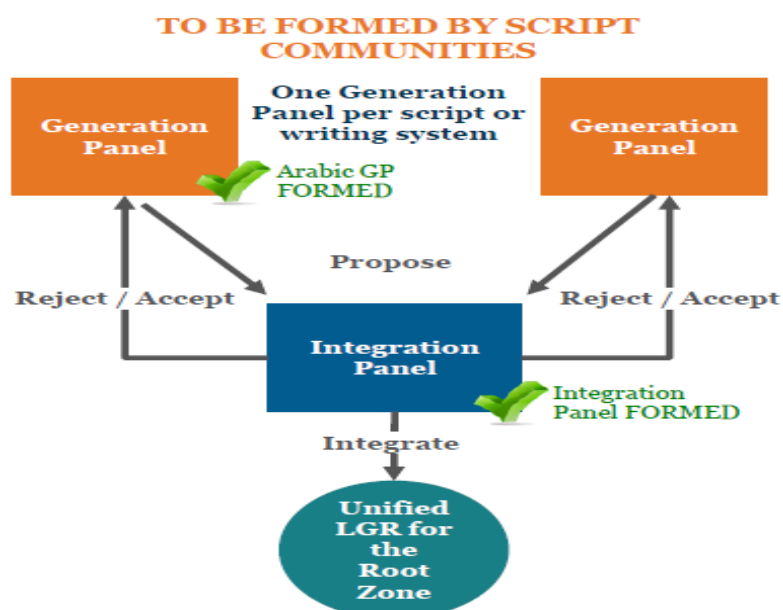 TO BE FORMED BY SCRIPT
COMMUNITIES
Generation
Panel
One Generation
Panel per script or
writing system
Generation
Panel
Arabic GP
FORMED
Propose
Reject / Accept
Reject / Accept
Integration
Panel
Integration
Panel FORMED
Integrate
Unified
LGR for
the
Root
Zone